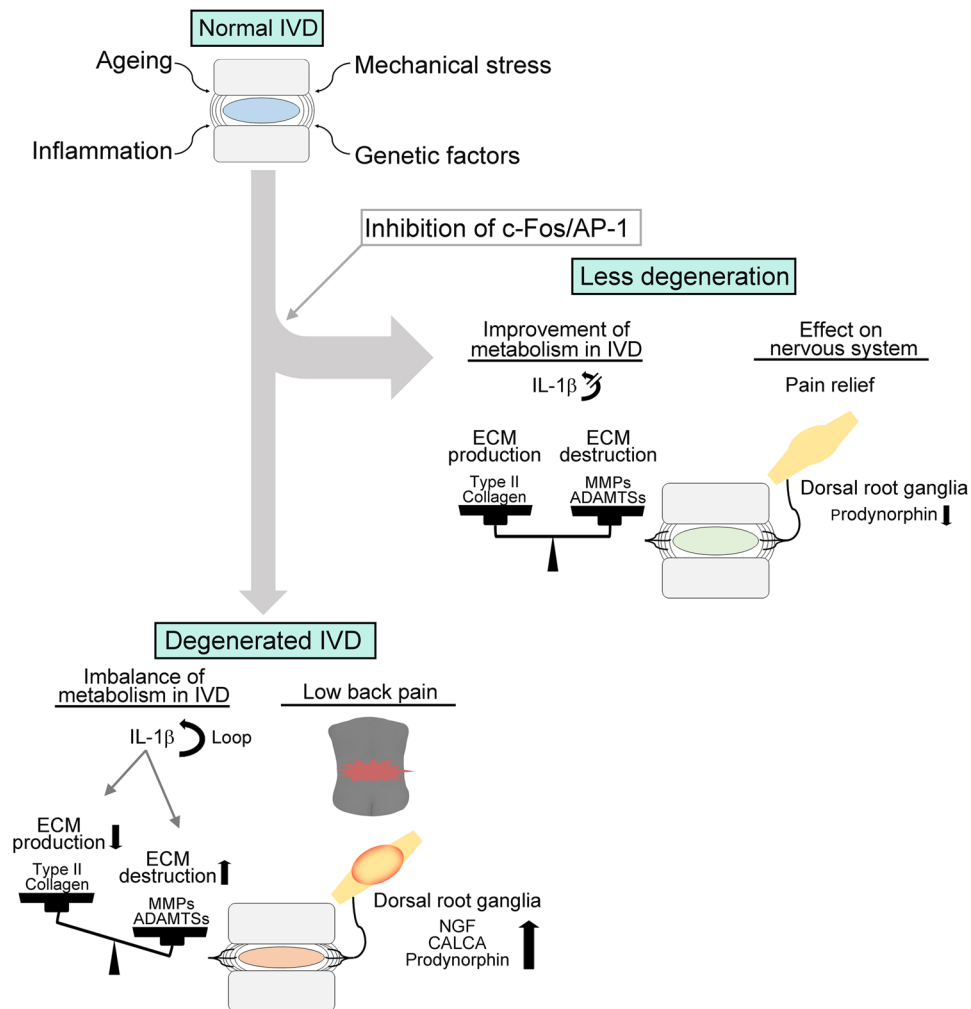 Normal IVD
Ageing
Mechanical stress
Inflammation
Genetic factors
Inhibition of c-Fos/AP-1
Less degeneration
Improvement of
metabolism in IVD
IL-1β
ECM
production
Type II
Collagen
ECM
destruction
MMPs
ADAMTSs
Effect on
nervous system
Pain relief
Dorsal root ganglia
Prodynorphin
Degenerated IVD
Imbalance of
metabolism in IVD
IL-1β
Loop
ECM
production
Type II
Collagen
ECM
destruction
MMPs
ADAMTSs
Low back pain
Dorsal root ganglia
NGF
CALCA
Prodynorphin